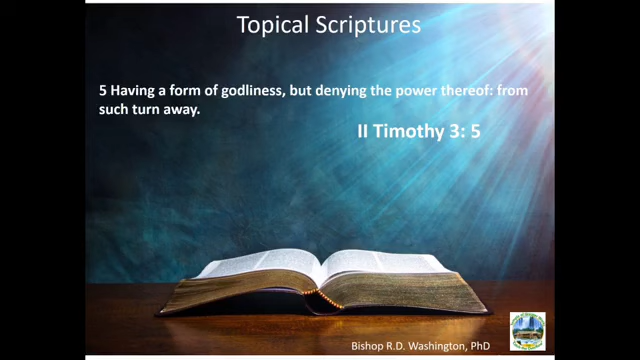 Topical Scriptures
5 Having a form of godliness, but denying the power thereof: from
such turn away.
II Timothy 3: 5
Bishop R.D. Washington, PhD